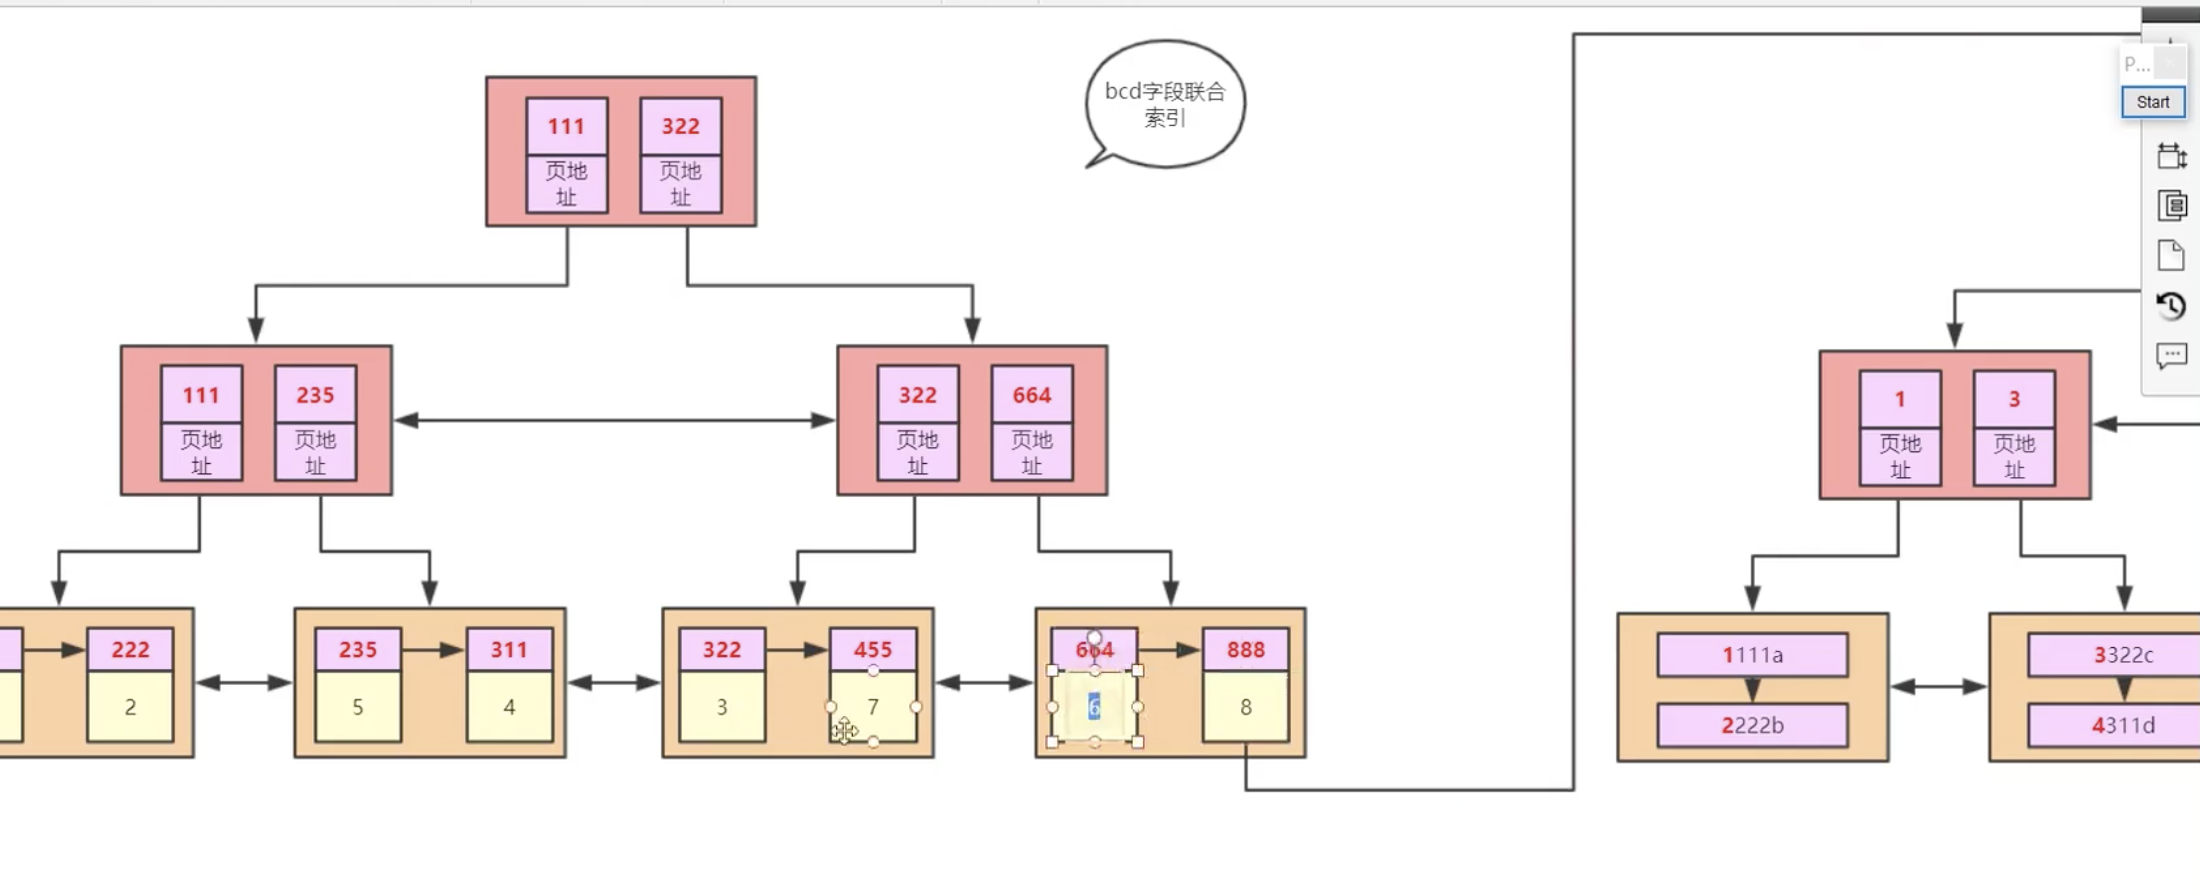 bcd字段联合
索引
P...
Start
111
322
页地
址
页地
址
111
235
页地
址
页地
址
322
664
页地
址
页地
址
1
3
页地
址
页地
址
222
2
235
311
5
4
322
455
3
7
664
888
6
8
1111a
2222b
3322c
4311d